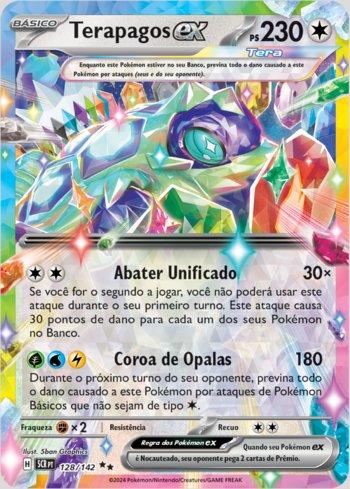 BÁSICO Terapagos ex PS 230
Tera
Enquanto este Pokémon estiver no seu Banco, previna todo o dano causado a este
Pokémon por ataques (seus e do seu oponente).
Abater Unificado 30×
Se você for o segundo a jogar, você não poderá usar este
ataque durante o seu primeiro turno. Este ataque causa
30 pontos de dano para cada um dos seus Pokémon
no Banco.
Coroa de Opalas 180
Durante o próximo turno do seu oponente, previna todo
o dano causado a este Pokémon por ataques de Pokémon
Básicos que não sejam de tipo
Fraqueza ×2 Resistência Recuo
Ilust. 5ban Graphics
Regra dos Pokémon ex Quando seu Pokémon ex
é Nocauteado, seu oponente pega 2 cartas de Prêmio.
H SCR PT 128/142 ★★
©2024 Pokémon/Nintendo/Creatures/GAME FREAK